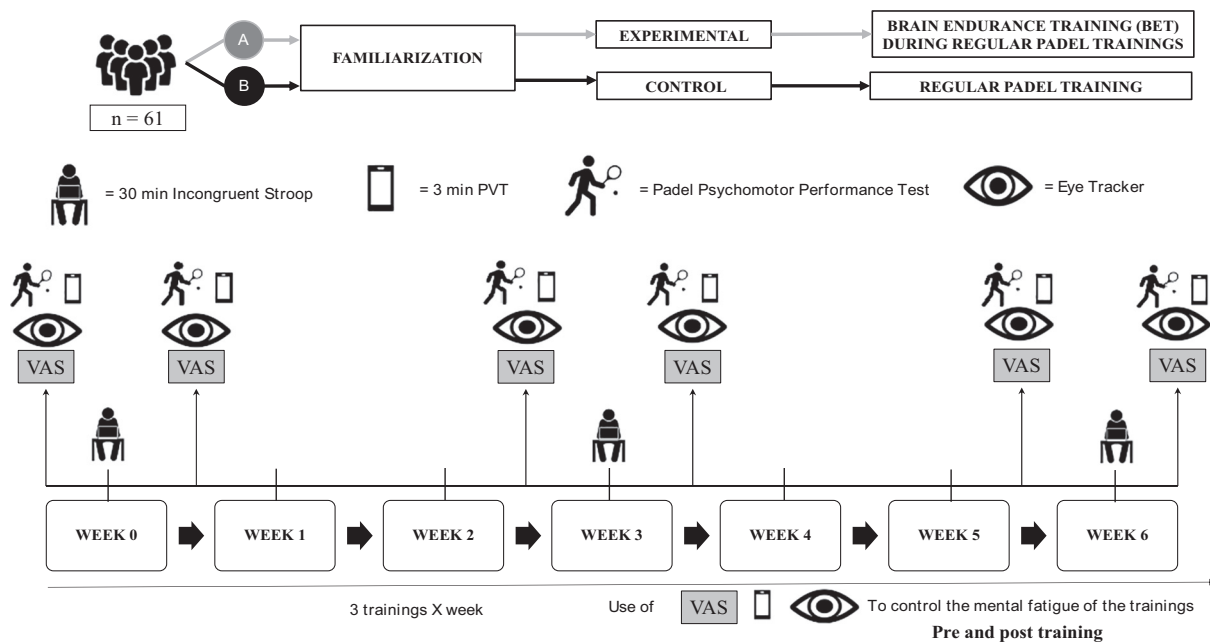 A
B
n = 61
FAMILIARIZATION
EXPERIMENTAL
CONTROL
BRAIN ENDURANCE TRAINING (BET)
DURING REGULAR PADEL TRAININGS
REGULAR PADEL TRAINING
= 30 min Incongruent Stroop
= 3 min PVT
= Padel Psychomotor Performance Test
= Eye Tracker
VAS
VAS
VAS
VAS
VAS
VAS
WEEK 0
WEEK 1
WEEK 2
WEEK 3
WEEK 4
WEEK 5
WEEK 6
3 trainings X week
Use of
VAS
To control the mental fatigue of the trainings
Pre and post training